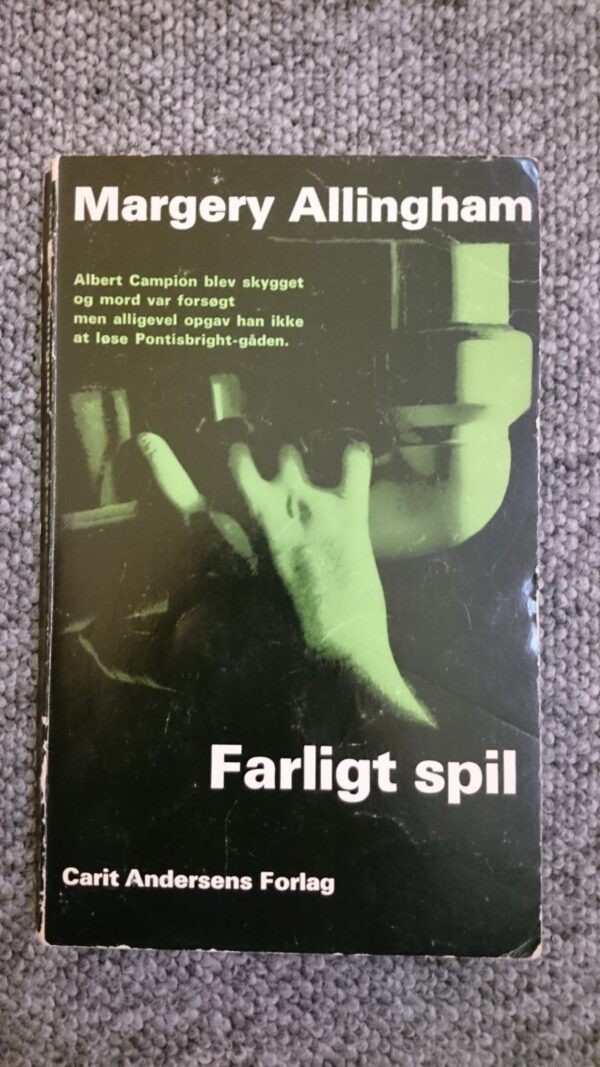 Margery Allingham
Albert Campion blev skygget
og mord var forsøgt
men alligevel opgav han ikke
at løse Pontisbright-gåden.
Farligt spil
Carit Andersens Forlag